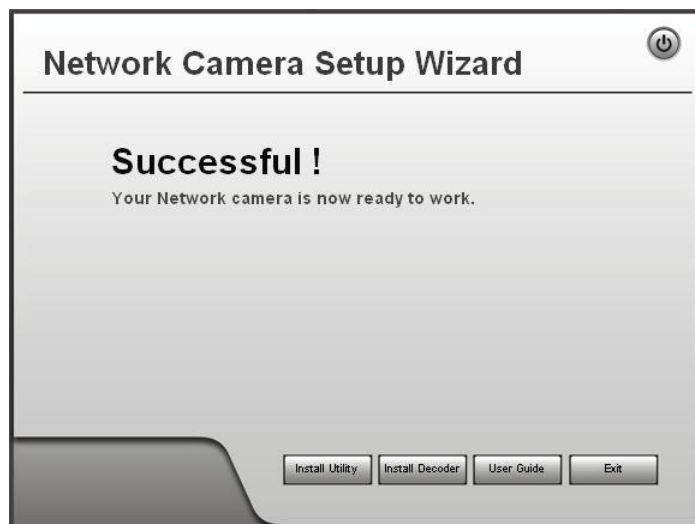 Network Camera Setup Wizard
Successful !
Your Network camera is now ready to work.
Install Utility Install Decoder User Guide Exit